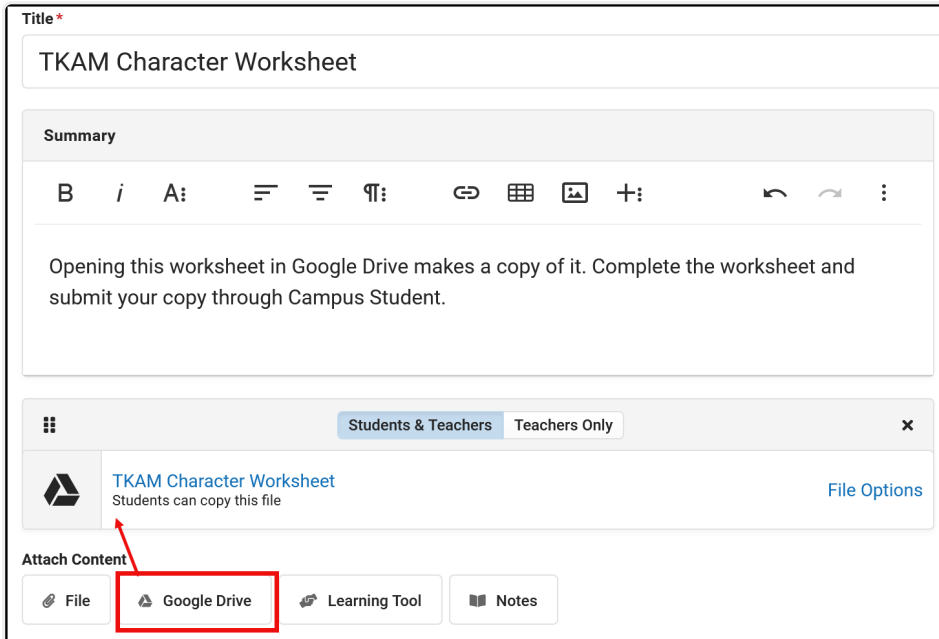 Title*
TKAM Character Worksheet
Summary
B i A
Opening this worksheet in Google Drive makes a copy of it. Complete the worksheet and
submit your copy through Campus Student.
Students & Teachers Teachers Only
TKAM Character Worksheet
Students can copy this file
File Options
Attach Content
File Google Drive Learning Tool Notes